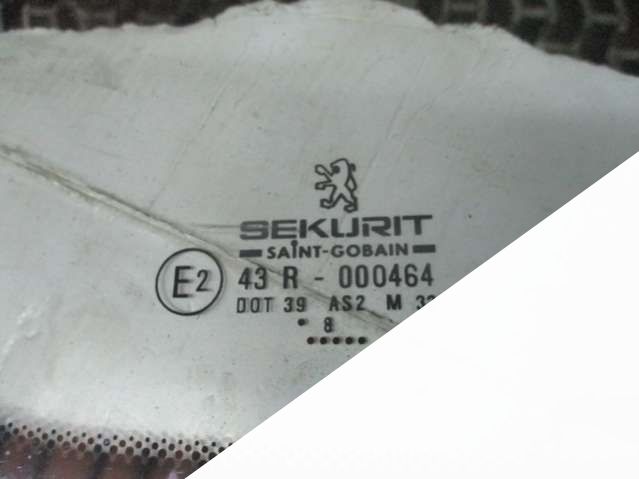 SEKURIT
SAINT-GOBAIN
E2 43 R - 000464
DOT 39 AS2 M
8